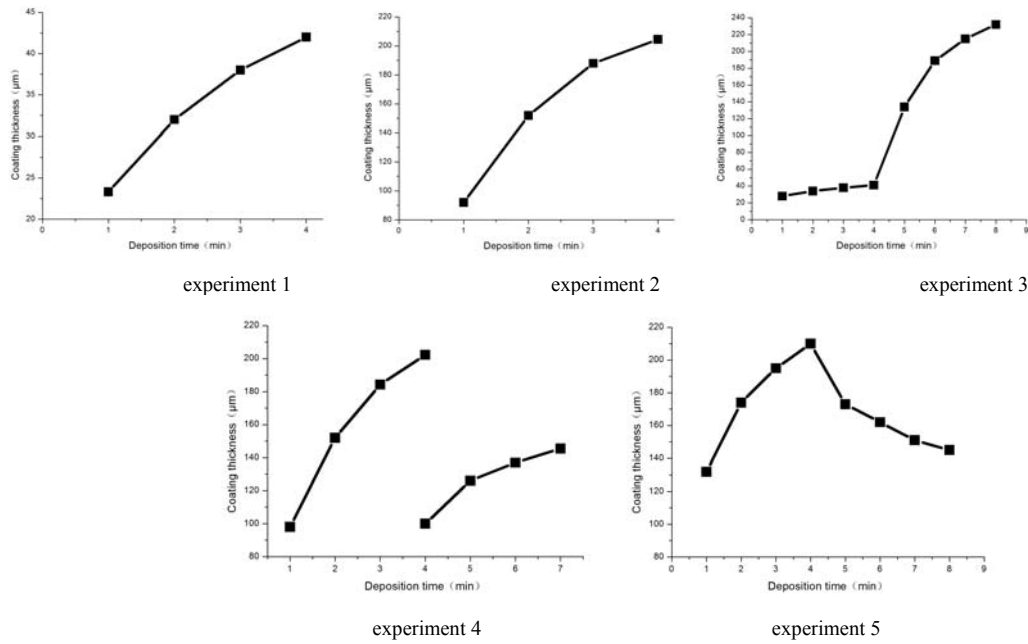 45
40
35
30
25
20
0 1 2 3 4
Coating thickness（μm）
Deposition time（min）
experiment 1
220
200
180
160
140
120
100
80
0 1 2 3 4
Coating thickness（μm）
Deposition time（min）
experiment 2
240
220
200
180
160
140
120
100
80
60
40
20
0
0 1 2 3 4 5 6 7 8 9
Coating thickness（μm）
Deposition time（min）
experiment 3
220
200
180
160
140
120
100
80
1 2 3 4 5 6 7
Coating thickness（μm）
Deposition time（min）
experiment 4
220
200
180
160
140
120
100
80
0 1 2 3 4 5 6 7 8 9
Coating thickness（μm）
Deposition time（min）
experiment 5